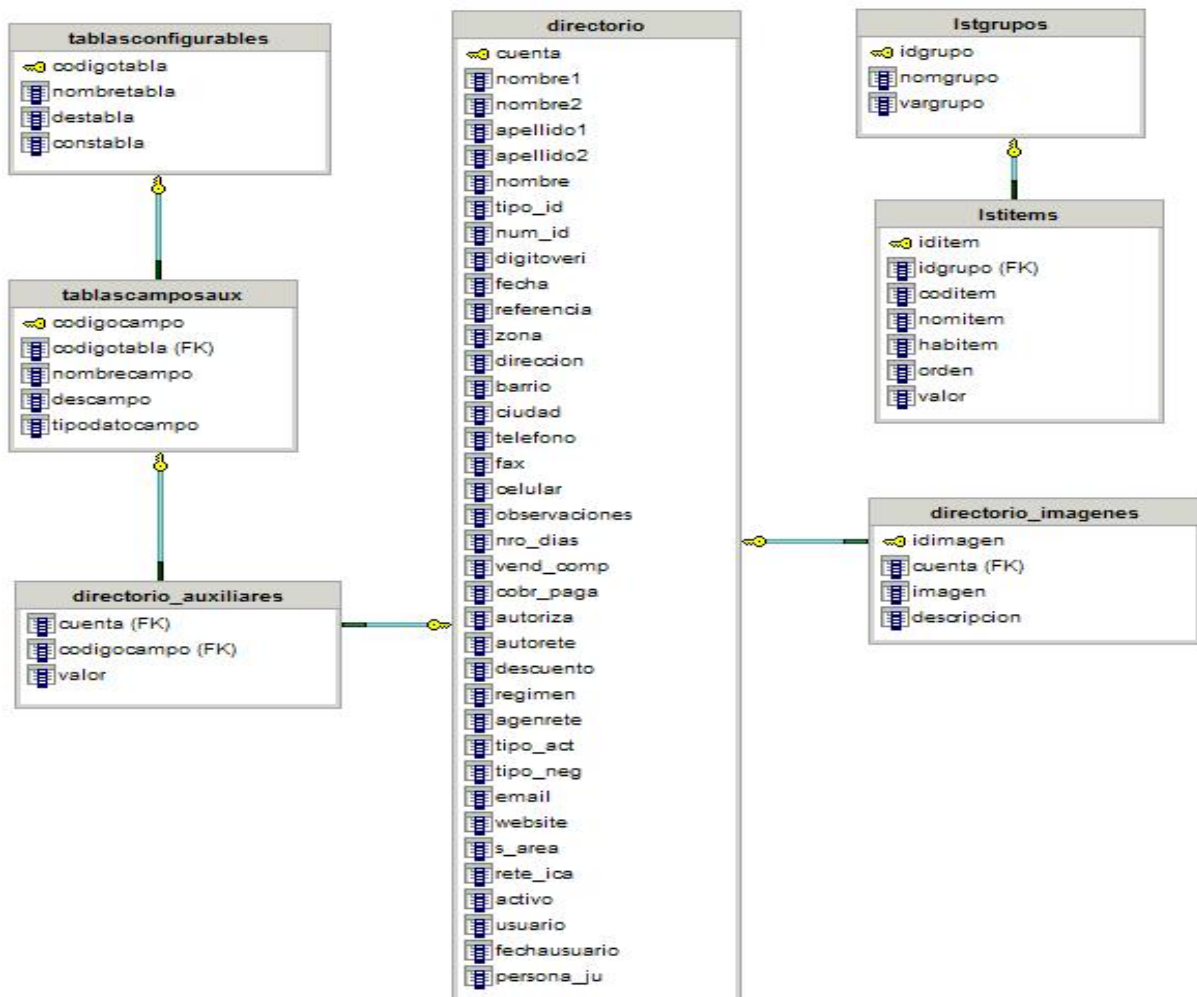 tablasconfigurables
codigotabla
nombretabla
destabla
constabla
tablascamposaux
codigocampo
codigotabla (FK)
nombrecampo
descampo
tipodatocampo
directorio_auxiliares
cuenta (FK)
codigocampo (FK)
valor
directorio
cuenta
nombre1
nombre2
apellido1
apellido2
nombre
tipo_id
num_id
digitoveri
fecha
referencia
zona
direccion
barrio
ciudad
telefono
fax
celular
observaciones
nro_dias
vend_comp
cobr_paga
autoriza
autorete
descuento
regimen
agenrete
tipo_act
tipo_neg
email
website
s_area
rete_ica
activo
usuario
fechausuario
persona_ju
lstgrupos
idgrupo
nomgrupo
vargrupo
lstitems
iditem
idgrupo (FK)
coditem
nomitem
habitem
orden
valor
directorio_imagenes
idimagen
cuenta (FK)
imagen
descripcion